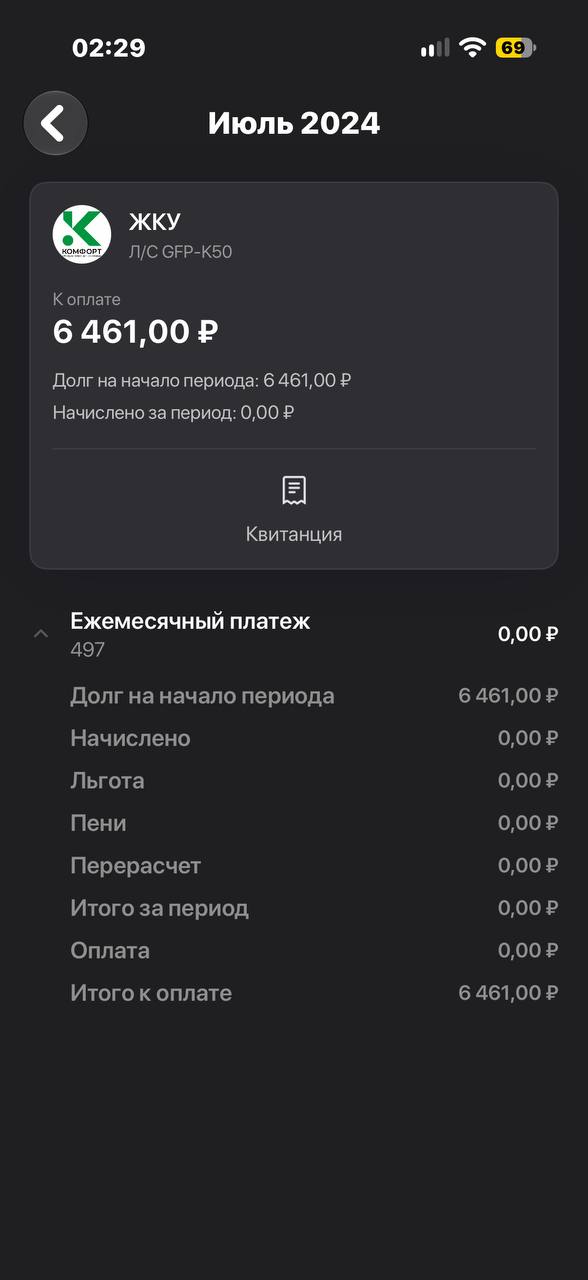 02:29
69
Июль 2024
КОМФОРТ
ЖКУ
Л/С GFP-K50
К оплате
6 461,00 ₽
Долг на начало периода: 6 461,00 ₽
Начислено за период: 0,00 ₽
Квитанция
Ежемесячный платеж 0,00 ₽
497
Долг на начало периода 6 461,00 ₽
Начислено 0,00 ₽
Льгота 0,00 ₽
Пени 0,00 ₽
Перерасчет 0,00 ₽
Итого за период 0,00 ₽
Оплата 0,00 ₽
Итого к оплате 6 461,00 ₽